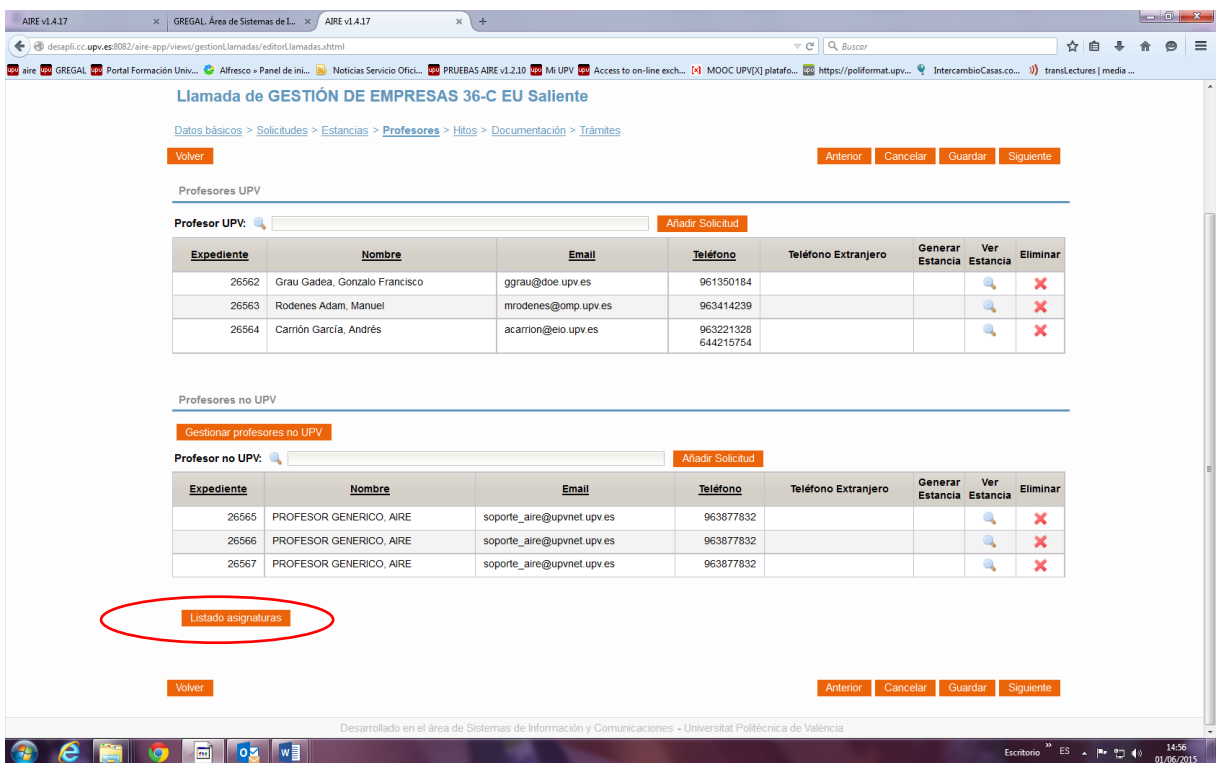 AIRE v1.4.17 × GREGAL. Área de Sistemas de I... × AIRE v1.4.17 × +
desapli.cc.upv.es:8082/aire-app/views/gestionLlamadas/editorLlamadas.xhtml Buscar
aire GREGAL Portal Formación Univ... Alfresco » Panel de ini... Noticias Servicio Ofici... PRUEBAS AIRE v1.2.10 Mi UPV Access to on-line exch... MOOC UPV[X] platafo... https://poliformat.upv... IntercambioCasas.co... transLectures | media ...
Llamada de GESTIÓN DE EMPRESAS 36-C EU Saliente
Datos básicos > Solicitudes > Estancias > Profesores > Hitos > Documentación > Trámites
Volver Anterior Cancelar Guardar Siguiente
Profesores UPV
Profesor UPV: Añadir Solicitud
Expediente Nombre Email Teléfono Teléfono Extranjero Generar Estancia Ver Estancia Eliminar
26562 Grau Gadea, Gonzalo Francisco ggrau@doe.upv.es 961350184
26563 Rodenes Adam, Manuel mrodenes@omp.upv.es 963414239
26564 Carrión García, Andrés acarrion@eio.upv.es 963221328
644215754
Profesores no UPV
Gestionar profesores no UPV
Profesor no UPV: Añadir Solicitud
Expediente Nombre Email Teléfono Teléfono Extranjero Generar Estancia Ver Estancia Eliminar
26565 PROFESOR GENERICO, AIRE soporte_aire@upvnet.upv.es 963877832
26566 PROFESOR GENERICO, AIRE soporte_aire@upvnet.upv.es 963877832
26567 PROFESOR GENERICO, AIRE soporte_aire@upvnet.upv.es 963877832
Listado asignaturas
Volver Anterior Cancelar Guardar Siguiente
Desarrollado en el área de Sistemas de Información y Comunicaciones - Universitat Politècnica de València
Escritorio » ES 14:56
01/06/2015